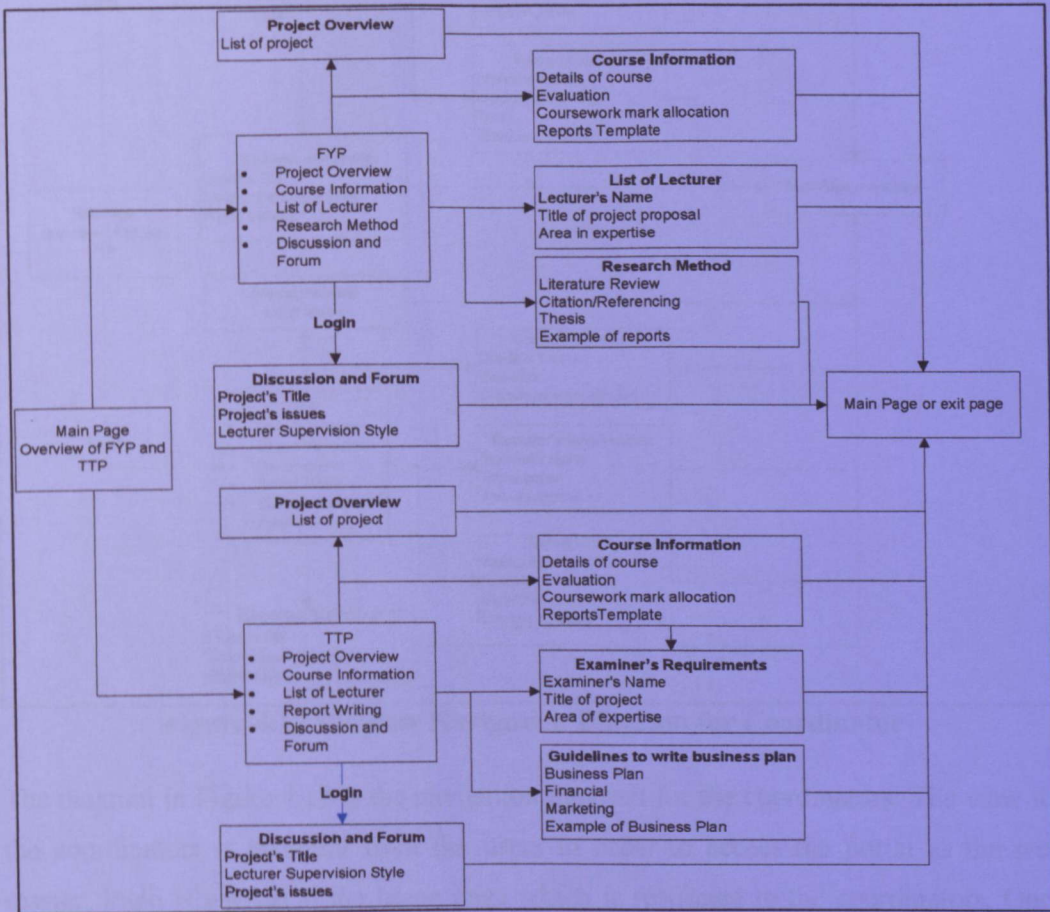 Project Overview
List of project
Course Information
Details of course
Evaluation
Coursework mark allocation
Reports Template
FYP
• Project Overview
• Course Information
• List of Lecturer
• Research Method
• Discussion and
Forum
List of Lecturer
Lecturer's Name
Title of project proposal
Area in expertise
Research Method
Literature Review
Citation/Referencing
Thesis
Example of reports
Login
Discussion and Forum
Project's Title
Project's issues
Lecturer Supervision Style
Main Page or exit page
Main Page
Overview of FYP and
TTP
Project Overview
List of project
Course Information
Details of course
Evaluation
Coursework mark allocation
ReportsTemplate
TTP
• Project Overview
• Course Information
• List of Lecturer
• Report Writing
• Discussion and
Forum
Examiner's Requirements
Examiner's Name
Title of project
Area of expertise
Guidelines to write business plan
Business Plan
Financial
Marketing
Example of Business Plan
Login
Discussion and Forum
Project's Title
Lecturer Supervision Style
Project's issues